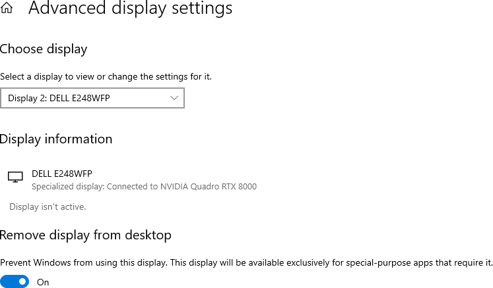 Advanced display settings
Choose display
Select a display to view or change the settings for it.
Display 2: DELL E248WFP
Display information
DELL E248WFP
Specialized display: Connected to NVIDIA Quadro RTX 8000
Display isn't active.
Remove display from desktop
Prevent Windows from using this display. This display will be available exclusively for special-purpose apps that require it.
On